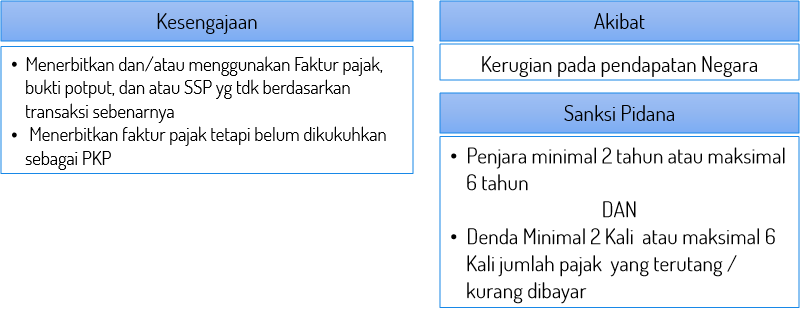 Kesengajaan
• Menerbitkan dan/atau menggunakan Faktur pajak,
bukti potput, dan atau SSP yg tdk berdasarkan
transaksi sebenarnya
• Menerbitkan faktur pajak tetapi belum dikukuhkan
sebagai PKP
Akibat
Kerugian pada pendapatan Negara
Sanksi Pidana
• Penjara minimal 2 tahun atau maksimal
6 tahun
DAN
• Denda Minimal 2 Kali atau maksimal 6
Kali jumlah pajak yang terutang /
kurang dibayar